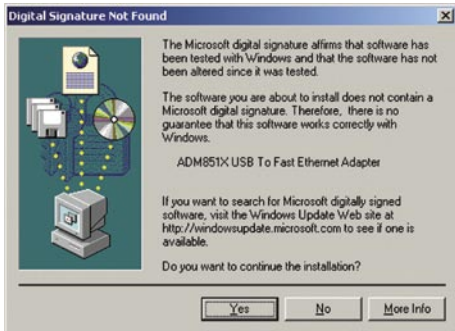 Digital Signature Not Found
The Microsoft digital signature affirms that software has
been tested with Windows and that the software has not
been altered since it was tested.
The software you are about to install does not contain a
Microsoft digital signature. Therefore, there is no
guarantee that this software works correctly with
Windows.
ADM851X USB To Fast Ethernet Adapter
If you want to search for Microsoft digitally signed
software, visit the Windows Update Web site at
http://windowsupdate.microsoft.com to see if one is
available.
Do you want to continue the installation?
Yes No More Info